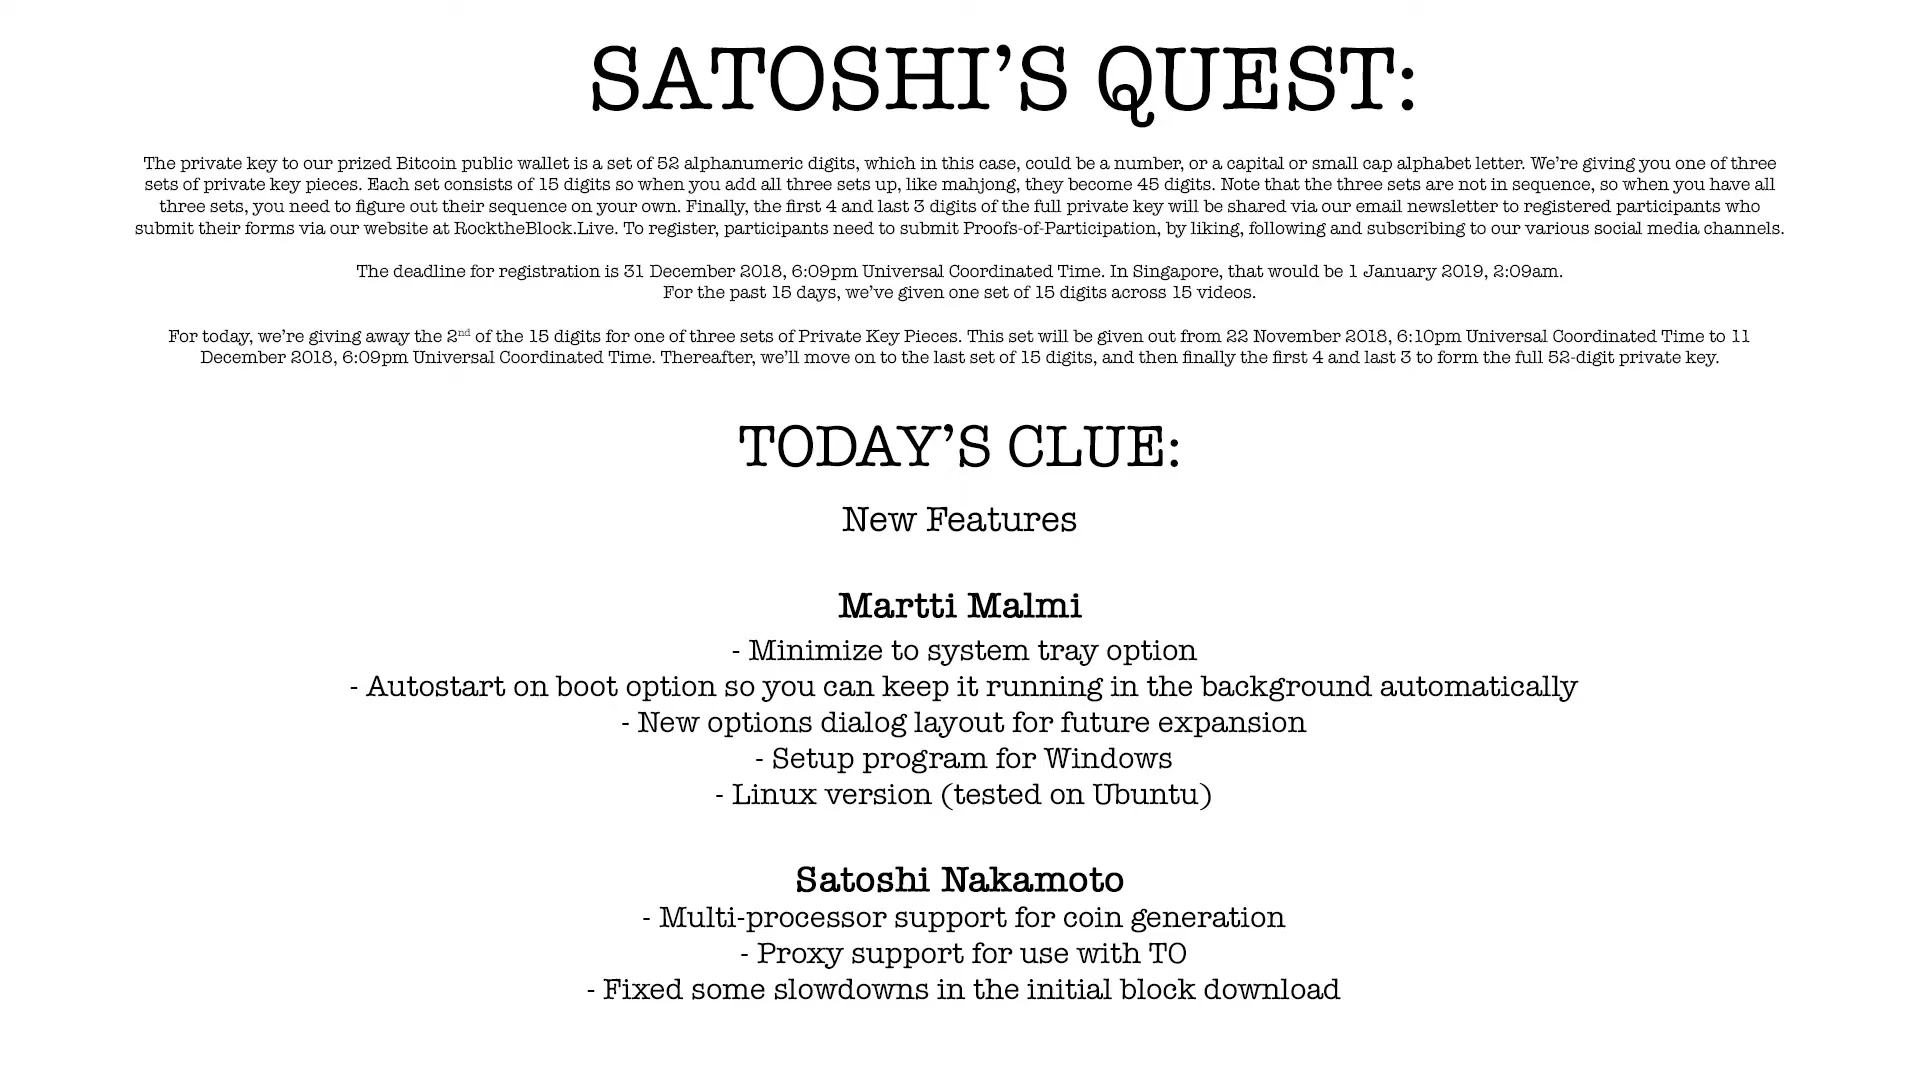 SATOSHI’S QUEST:
The private key to our prized Bitcoin public wallet is a set of 52 alphanumeric digits, which in this case, could be a number, or a capital or small cap alphabet letter. We’re giving you one of three
sets of private key pieces. Each set consists of 15 digits so when you add all three sets up, like mahjong, they become 45 digits. Note that the three sets are not in sequence, so when you have all
three sets, you need to figure out their sequence on your own. Finally, the first 4 and last 3 digits of the full private key will be shared via our email newsletter to registered participants who
submit their forms via our website at RocktheBlock.Live. To register, participants need to submit Proofs-of-Participation, by liking, following and subscribing to our various social media channels.
The deadline for registration is 31 December 2018, 6:09pm Universal Coordinated Time. In Singapore, that would be 1 January 2019, 2:09am.
For the past 15 days, we’ve given one set of 15 digits across 15 videos.
For today, we’re giving away the 2nd of the 15 digits for one of three sets of Private Key Pieces. This set will be given out from 22 November 2018, 6:10pm Universal Coordinated Time to 11
December 2018, 6:09pm Universal Coordinated Time. Thereafter, we’ll move on to the last set of 15 digits, and then finally the first 4 and last 3 to form the full 52-digit private key.
TODAY’S CLUE:
New Features
Martti Malmi
- Minimize to system tray option
- Autostart on boot option so you can keep it running in the background automatically
- New options dialog layout for future expansion
- Setup program for Windows
- Linux version (tested on Ubuntu)
Satoshi Nakamoto
- Multi-processor support for coin generation
- Proxy support for use with TO
- Fixed some slowdowns in the initial block download